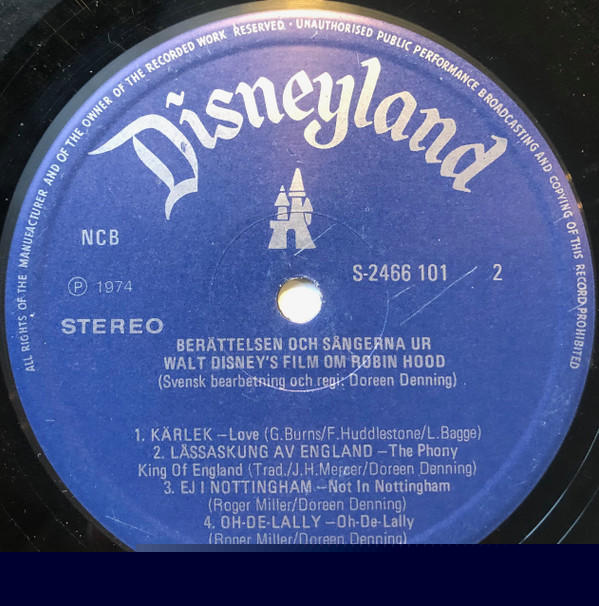 ALL RIGHTS OF THE MANUFACTURER AND OF THE OWNER OF THE RECORDED WORK RESERVED · UNAUTHORISED PUBLIC PERFORMANCE BROADCASTING AND COPYING OF THIS RECORD PROHIBITED
Disneyland
NCB
S-2466 101 2
Ⓟ 1974
STEREO
BERÄTTELSEN OCH SÅNGERNA UR
WALT DISNEY'S FILM OM ROBIN HOOD
(Svensk bearbetning och regi: Doreen Denning)
1. KÄRLEK – Love (G.Burns/F.Huddlestone/L.Bagge)
2. LÅSSASKUNG AV ENGLAND – The Phony
King Of England (Trad./J.H.Mercer/Doreen Denning)
3. EJ I NOTTINGHAM – Not In Nottingham
(Roger Miller/Doreen Denning)
4. OH-DE-LALLY – Oh-De-Lally
(Roger Miller/Doreen Denning)